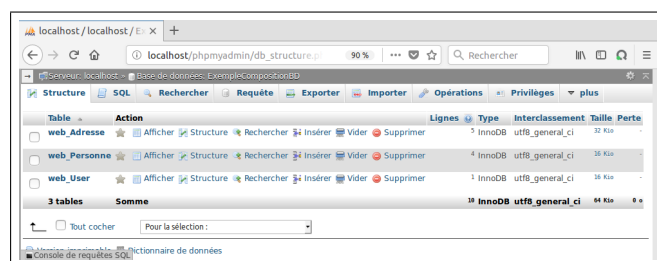 localhost / localhost / Ex
localhost/phpmyadmin/db_structure.p 90 % Rechercher
Serveur: localhost » Base de données: ExempleCompositionBD
Structure SQL Rechercher Requête Exporter Importer Opérations Privilèges plus
Table Action Lignes Type Interclassement Taille Perte
web_Adresse Afficher Structure Rechercher Insérer Vider Supprimer 5 InnoDB utf8_general_ci 32 Kio -
web_Personne Afficher Structure Rechercher Insérer Vider Supprimer 4 InnoDB utf8_general_ci 16 Kio -
web_User Afficher Structure Rechercher Insérer Vider Supprimer 1 InnoDB utf8_general_ci 16 Kio -
3 tables Somme 10 InnoDB utf8_general_ci 64 Kio 0 o
Tout cocher Pour la sélection :
Version imprimable Dictionnaire de données
Console de requêtes SQL